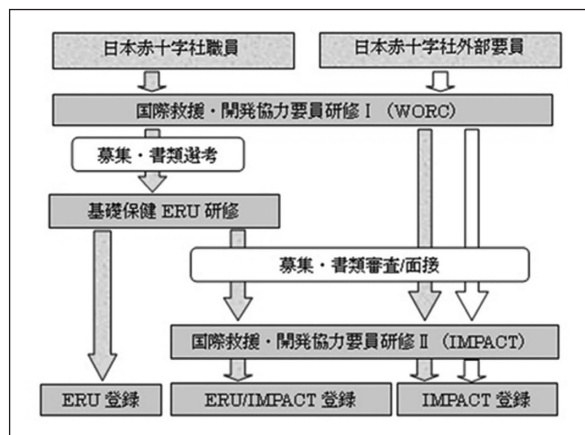 日本赤十字社職員
日本赤十字社外部要員
国際救援・開発協力要員研修Ⅰ (WORC)
募集・書類選考
基礎保健 ERU 研修
募集・書類審査/面接
国際救援・開発協力要員研修Ⅱ (IMPACT)
ERU 登録
ERU/IMPACT 登録
IMPACT 登録